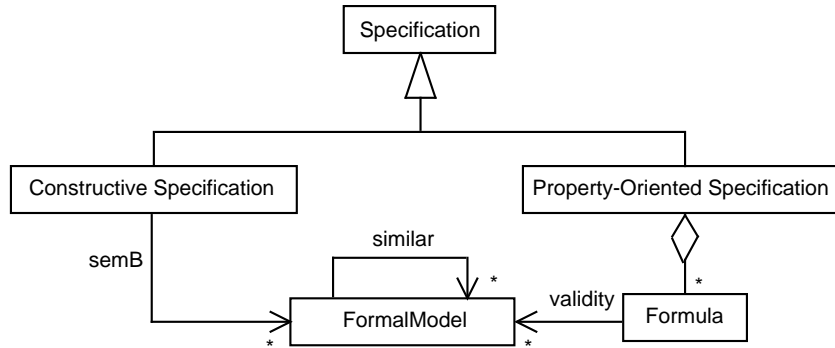 Specification
Constructive Specification
Property-Oriented Specification
similar
semB
*
*
validity
FormalModel
Formula
*
*